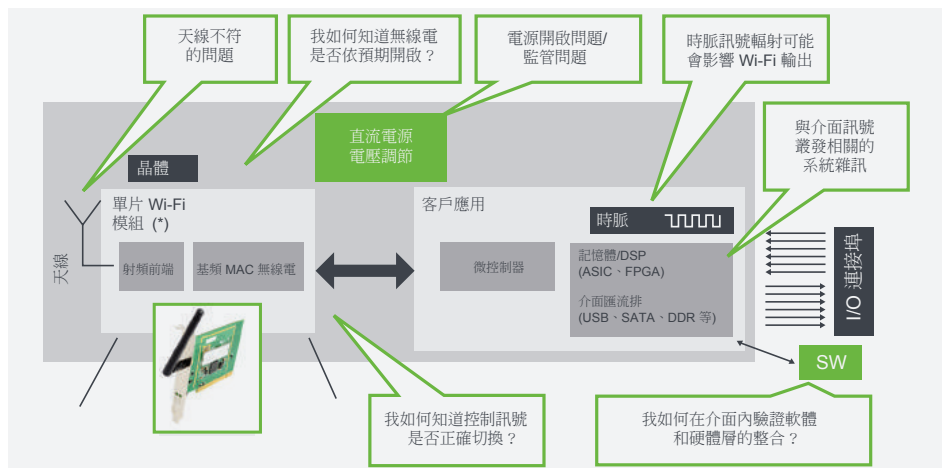 天線不符
的問題
我如何知道無線電
是否依預期開啟？
電源開啟問題/
監管問題
時脈訊號輻射可能
會影響 Wi-Fi 輸出
與介面訊號
叢發相關的
系統雜訊
直流電源
電壓調節
晶體
單片 Wi-Fi
模組 (*)
射頻前端
基頻 MAC 無線電
天線
客戶應用
時脈
微控制器
記憶體/DSP
(ASIC、FPGA)
介面匯流排
(USB、SATA、DDR 等)
I/O 連接埠
SW
我如何知道控制訊號
是否正確切換？
我如何在介面內驗證軟體
和硬體層的整合？